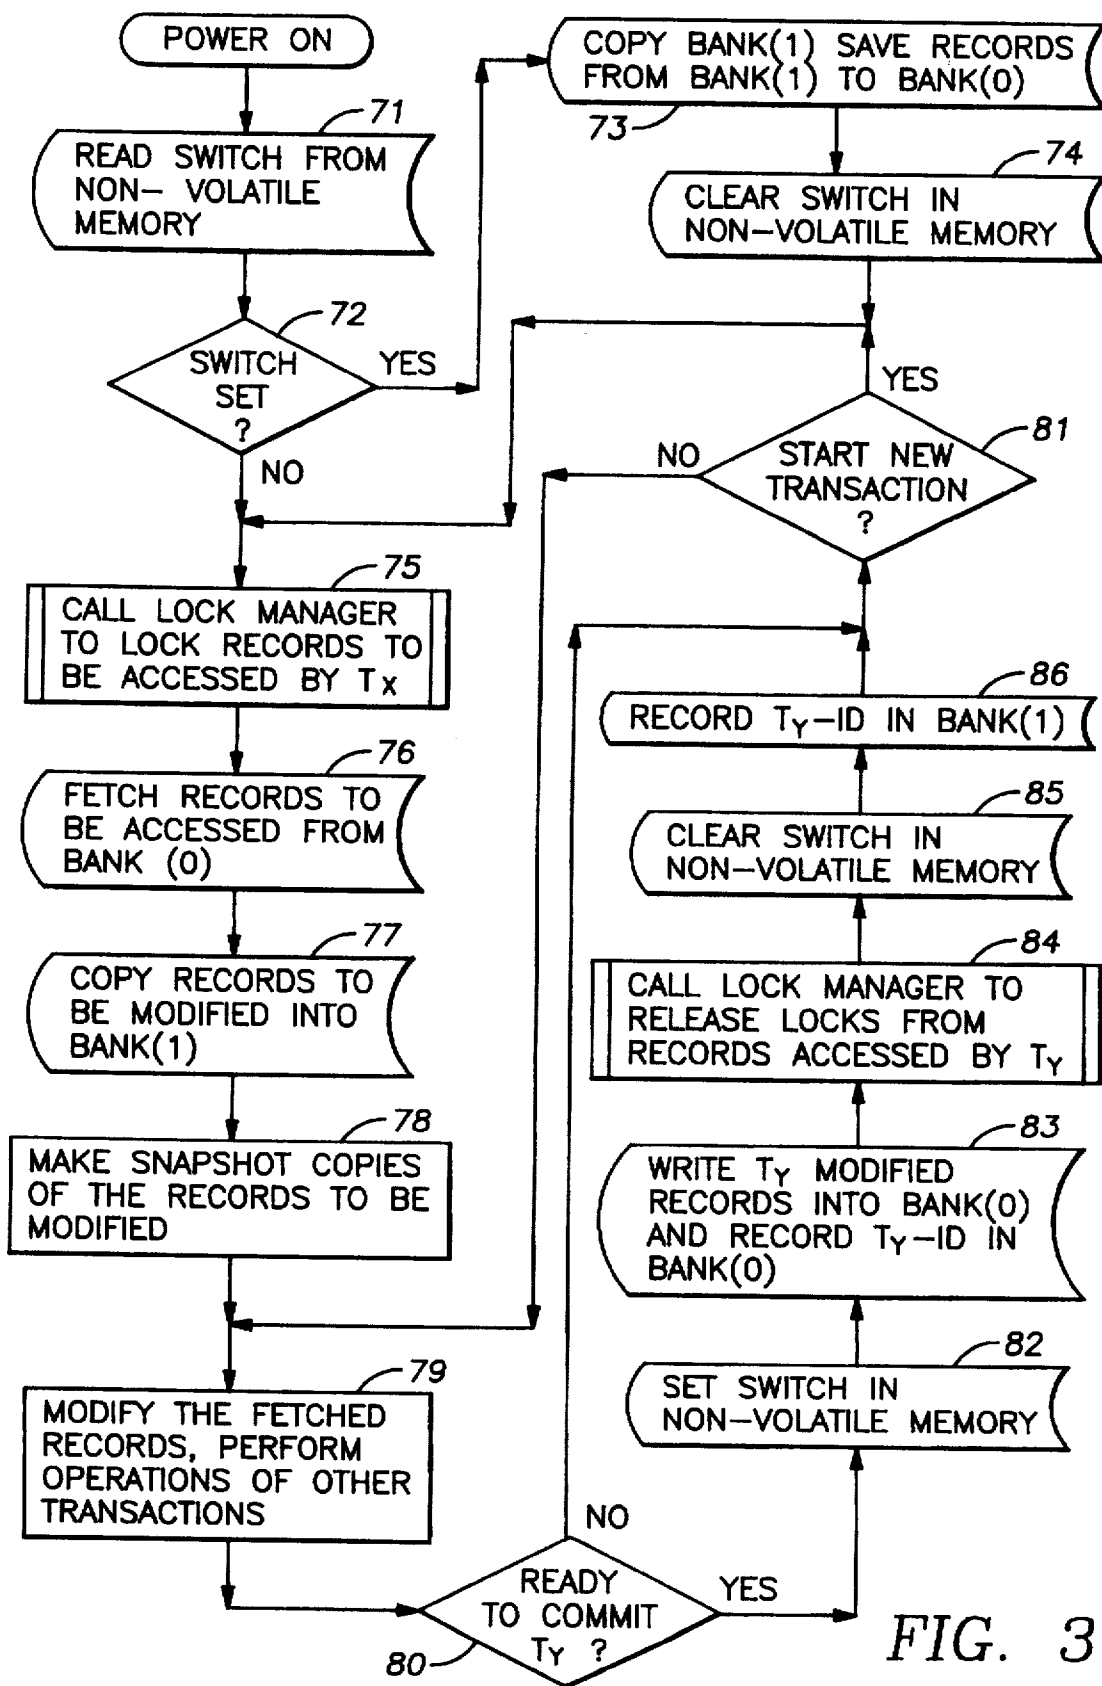 POWER ON
71
READ SWITCH FROM
NON- VOLATILE
MEMORY
72
SWITCH
SET
?
YES
NO
COPY BANK(1) SAVE RECORDS
FROM BANK(1) TO BANK(0)
73
74
CLEAR SWITCH IN
NON-VOLATILE MEMORY
75
CALL LOCK MANAGER
TO LOCK RECORDS TO
BE ACCESSED BY TX
76
FETCH RECORDS TO
BE ACCESSED FROM
BANK (0)
77
COPY RECORDS TO
BE MODIFIED INTO
BANK(1)
78
MAKE SNAPSHOT COPIES
OF THE RECORDS TO BE
MODIFIED
79
MODIFY THE FETCHED
RECORDS, PERFORM
OPERATIONS OF OTHER
TRANSACTIONS
80
READY
TO COMMIT
TY ?
NO
YES
82
SET SWITCH IN
NON-VOLATILE MEMORY
83
WRITE TY MODIFIED
RECORDS INTO BANK(0)
AND RECORD TY-ID IN
BANK(0)
84
CALL LOCK MANAGER TO
RELEASE LOCKS FROM
RECORDS ACCESSED BY TY
85
CLEAR SWITCH IN
NON-VOLATILE MEMORY
86
RECORD TY-ID IN BANK(1)
81
START NEW
TRANSACTION
?
YES
NO
FIG. 3